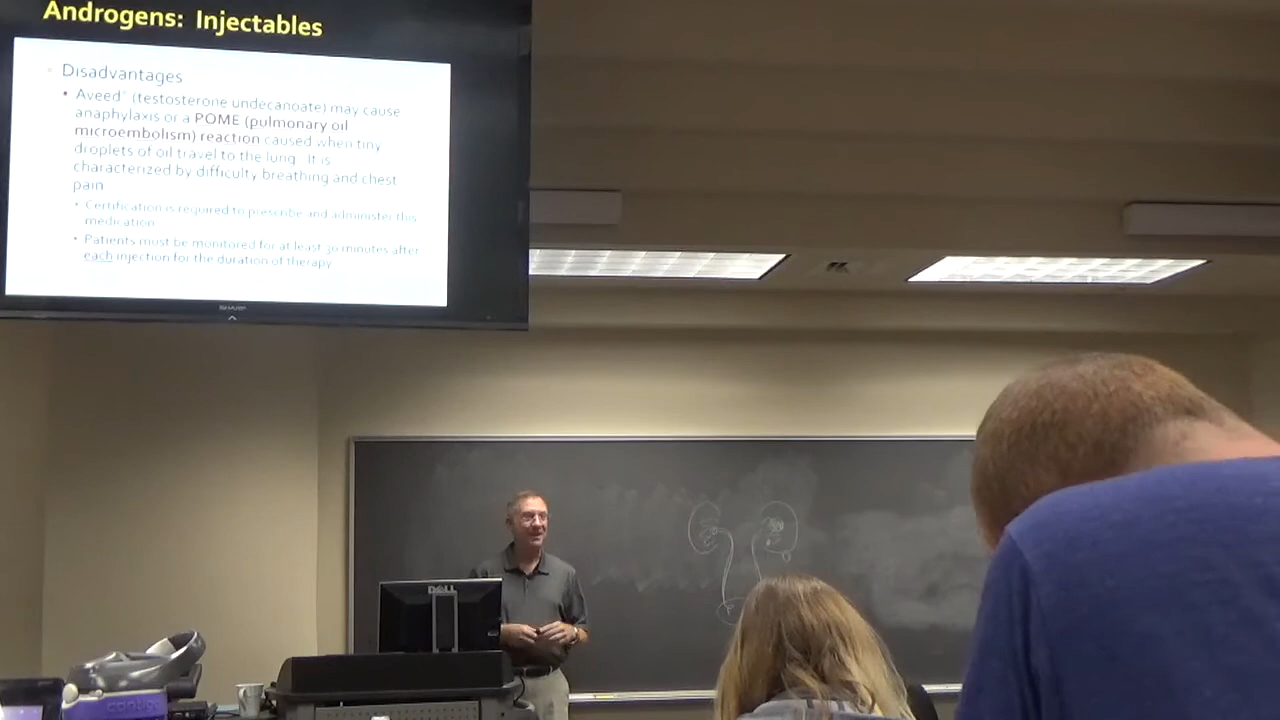 Androgens: Injectables
Disadvantages
• Aveed® (testosterone undecanoate) may cause
anaphylaxis or a POME (pulmonary oil
microembolism) reaction caused when tiny
droplets of oil travel to the lung. It is
characterized by difficulty breathing and chest
pain
• Certification is required to prescribe and administer this
medication
• Patients must be monitored for at least 30 minutes after
each injection for the duration of therapy
SHARP
DELL
contigo